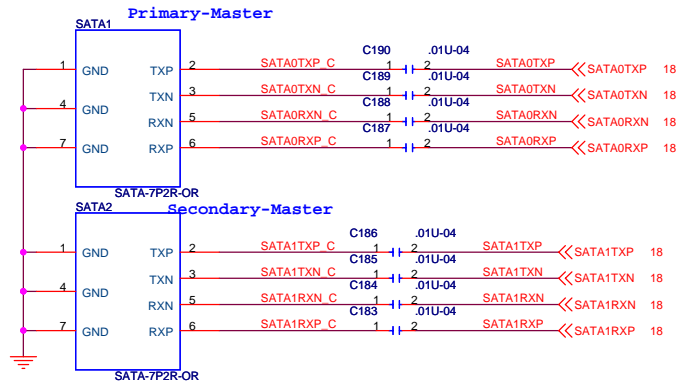 Primary-Master
SATA1
C190 .01U-04
1 GND TXP 2 SATA0TXP_C 1 2 SATA0TXP SATA0TXP 18
C189 .01U-04
TXN 3 SATA0TXN_C 1 2 SATA0TXN SATA0TXN 18
C188 .01U-04
4 GND RXN 5 SATA0RXN_C 1 2 SATA0RXN SATA0RXN 18
C187 .01U-04
7 GND RXP 6 SATA0RXP_C 1 2 SATA0RXP SATA0RXP 18
SATA-7P2R-OR
SATA2 Secondary-Master
C186 .01U-04
1 GND TXP 2 SATA1TXP_C 1 2 SATA1TXP SATA1TXP 18
C185 .01U-04
TXN 3 SATA1TXN_C 1 2 SATA1TXN SATA1TXN 18
C184 .01U-04
4 GND RXN 5 SATA1RXN_C 1 2 SATA1RXN SATA1RXN 18
C183 .01U-04
7 GND RXP 6 SATA1RXP_C 1 2 SATA1RXP SATA1RXP 18
SATA-7P2R-OR